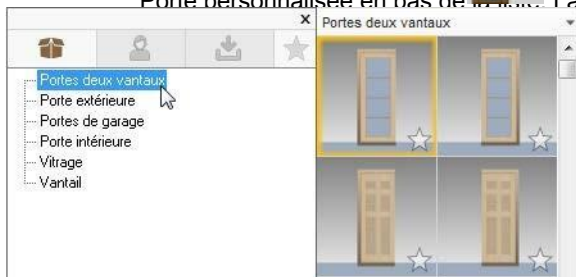 Porte personnalisée en bas de la
x
Portes deux vantaux
Portes deux vantaux
Porte extérieure
Portes de garage
Porte intérieure
Vitrage
Vantail